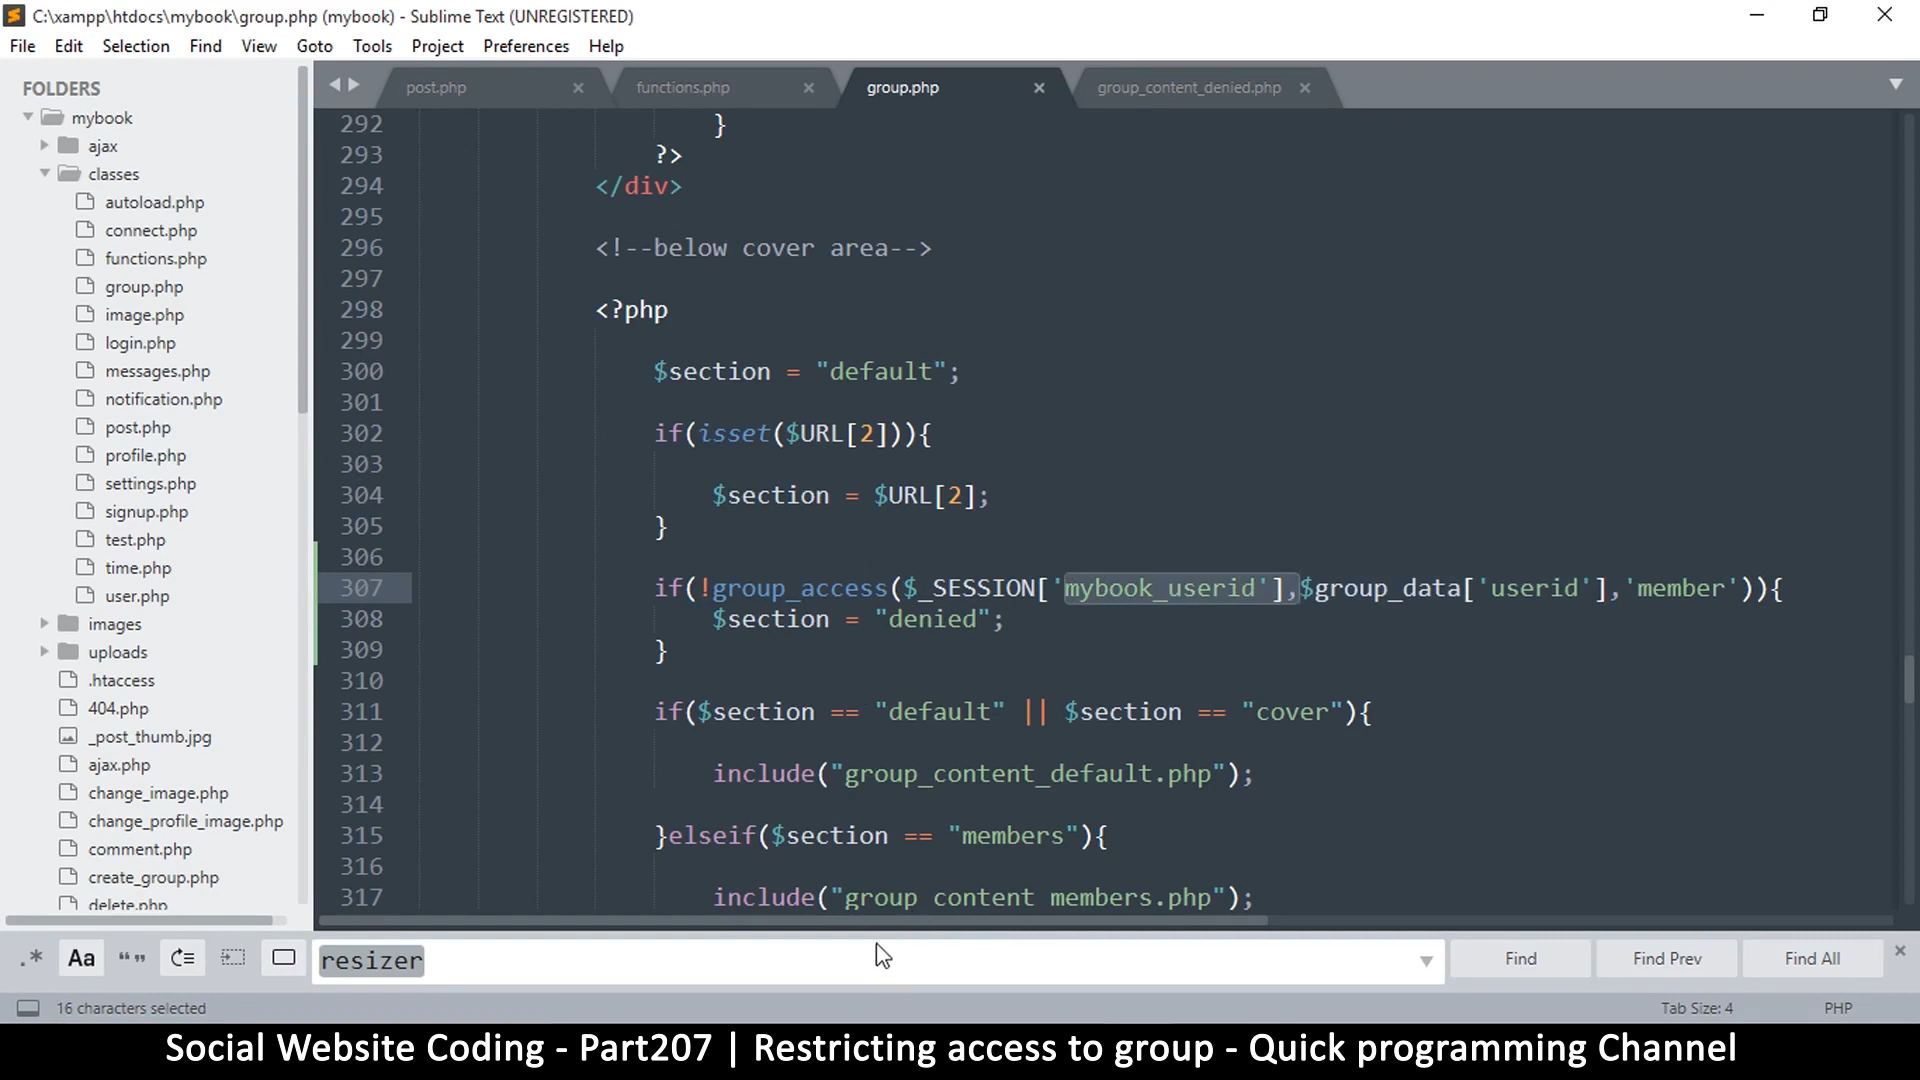 C:\xampp\htdocs\mybook\group.php (mybook) - Sublime Text (UNREGISTERED)
File Edit Selection Find View Goto Tools Project Preferences Help
FOLDERS
mybook
ajax
classes
autoload.php
connect.php
functions.php
group.php
image.php
login.php
messages.php
notification.php
post.php
profile.php
settings.php
signup.php
test.php
time.php
user.php
images
uploads
.htaccess
404.php
_post_thumb.jpg
ajax.php
change_image.php
change_profile_image.php
comment.php
create_group.php
delete.php
post.php functions.php group.php group_content_denied.php
292 }
293 ?>
294 </div>
295
296 <!--below cover area-->
297
298 <?php
299
300 $section = "default";
301
302 if(isset($URL[2])){
303
304 $section = $URL[2];
305 }
306
307 if(!group_access($_SESSION['mybook_userid'],$group_data['userid'],'member')){
308 $section = "denied";
309 }
310
311 if($section == "default" || $section == "cover"){
312
313 include("group_content_default.php");
314
315 }elseif($section == "members"){
316
317 include("group_content_members.php");
.* Aa “” resizer Find Find Prev Find All
16 characters selected Tab Size: 4 PHP
Social Website Coding - Part207 | Restricting access to group - Quick programming Channel